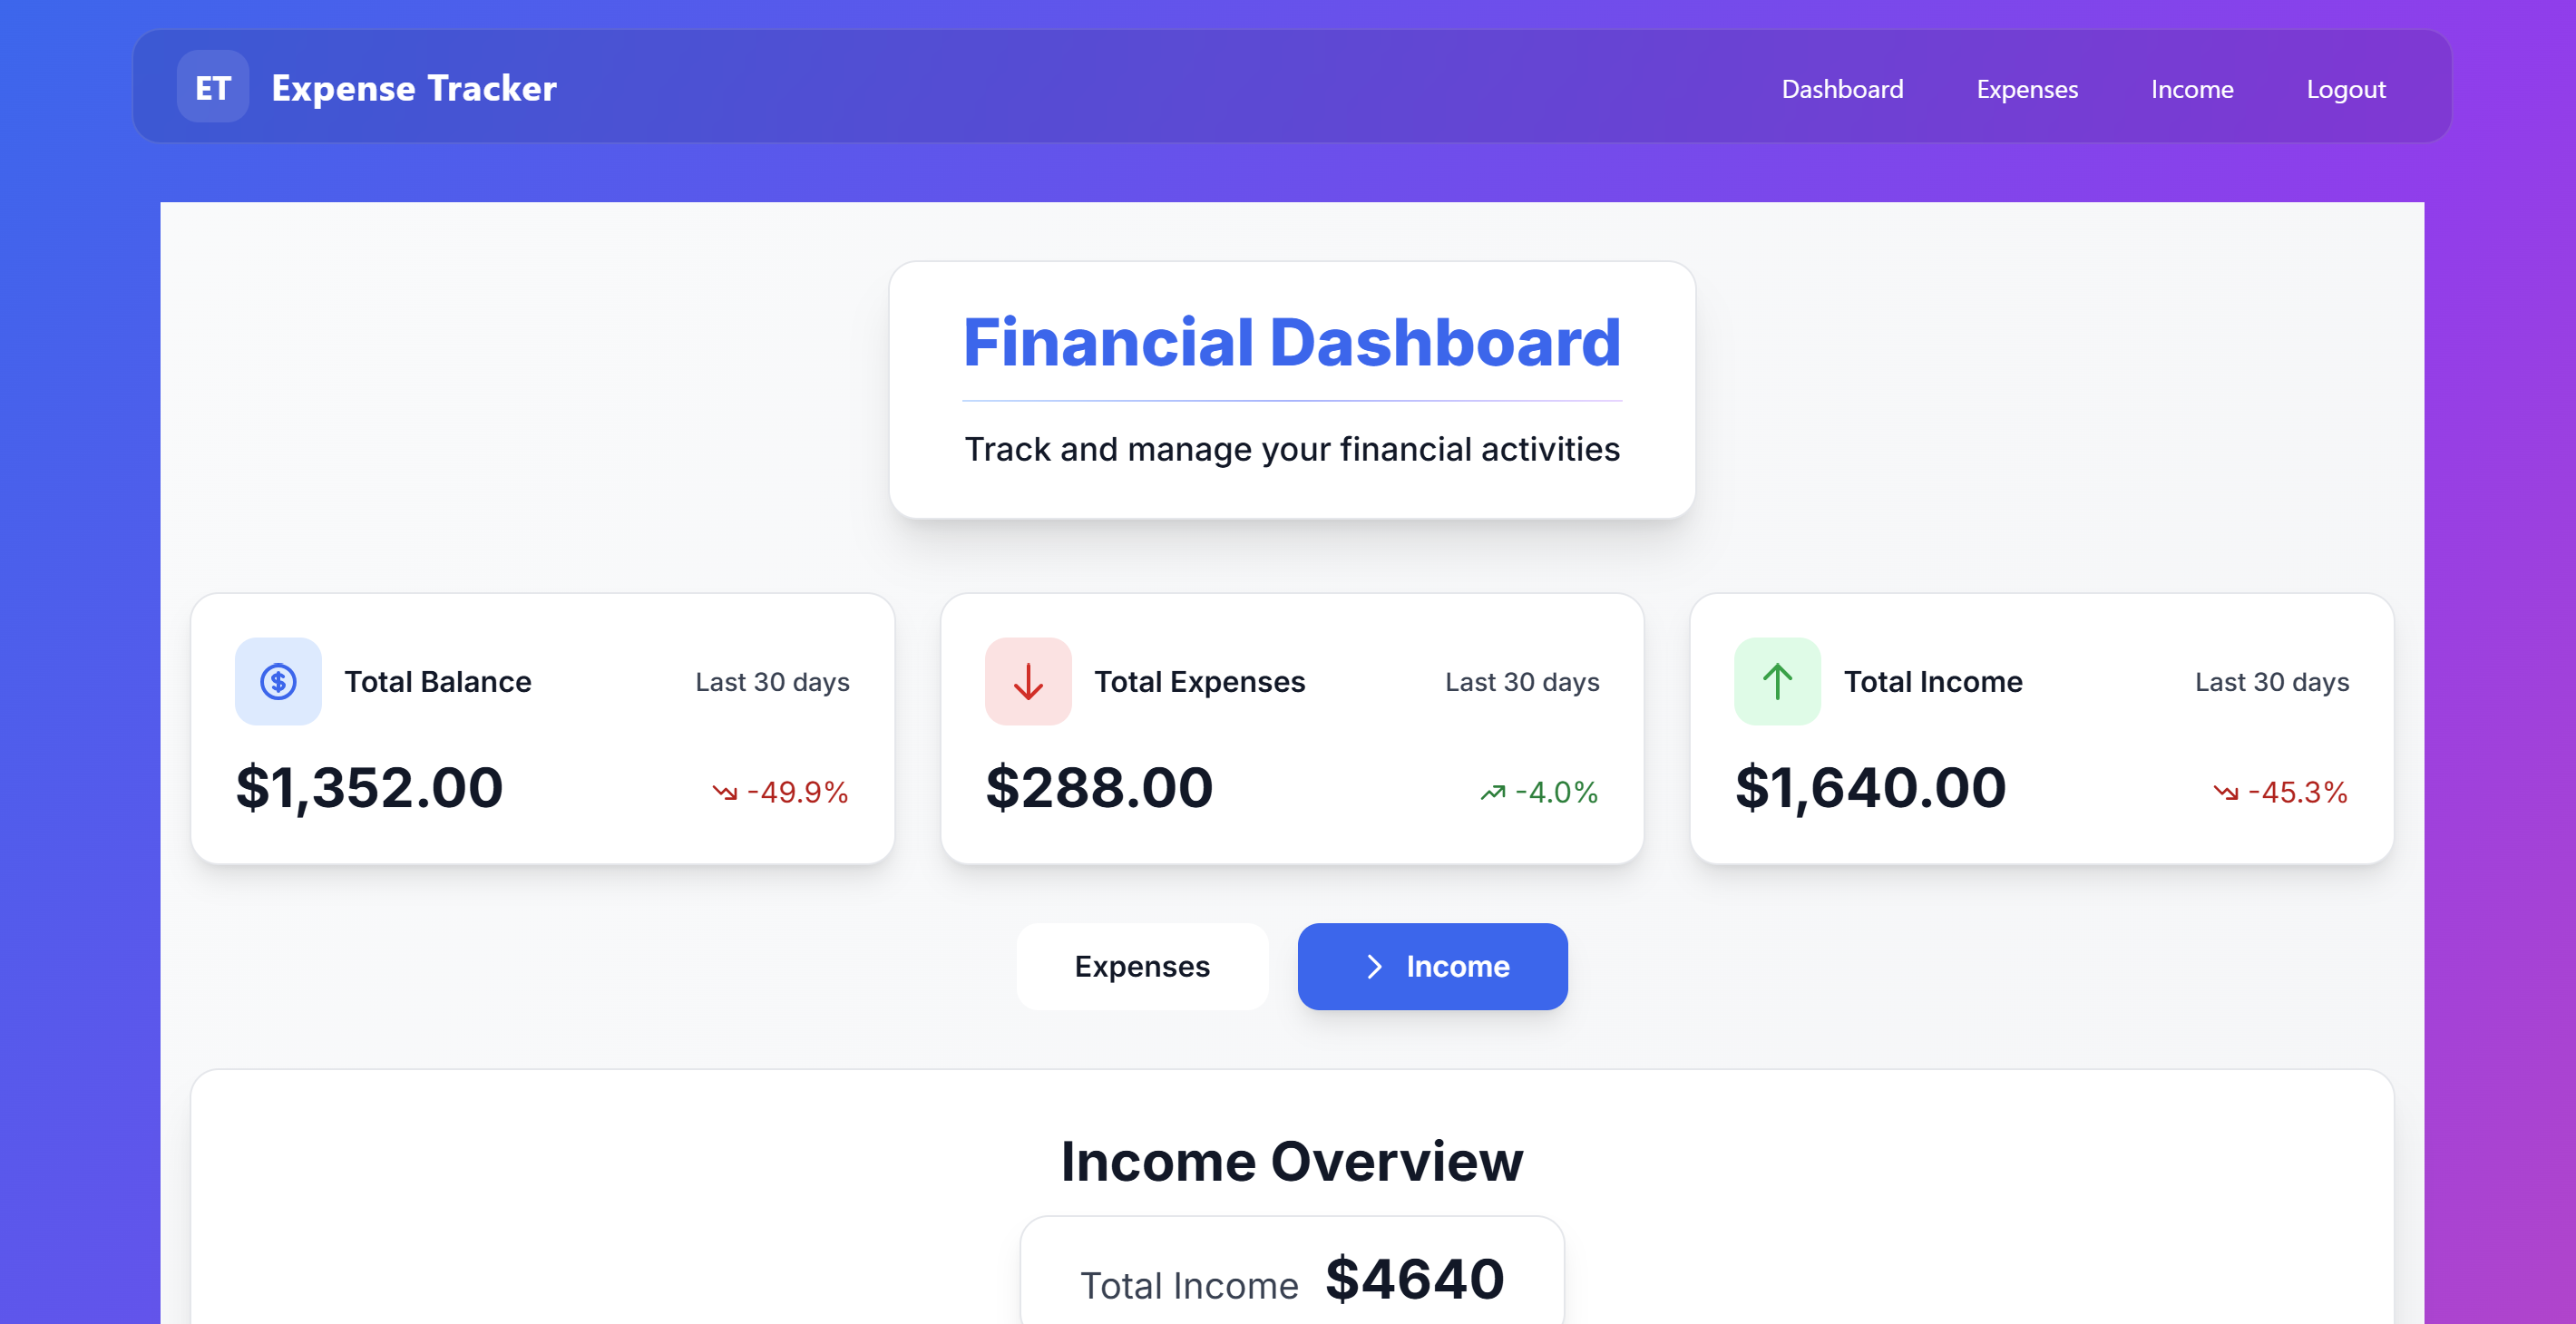 ET Expense Tracker Dashboard Expenses Income Logout
Financial Dashboard
Track and manage your financial activities
Total Balance Last 30 days
$1,352.00 -49.9%
Total Expenses Last 30 days
$288.00 -4.0%
Total Income Last 30 days
$1,640.00 -45.3%
Expenses Income
Income Overview
Total Income $4640